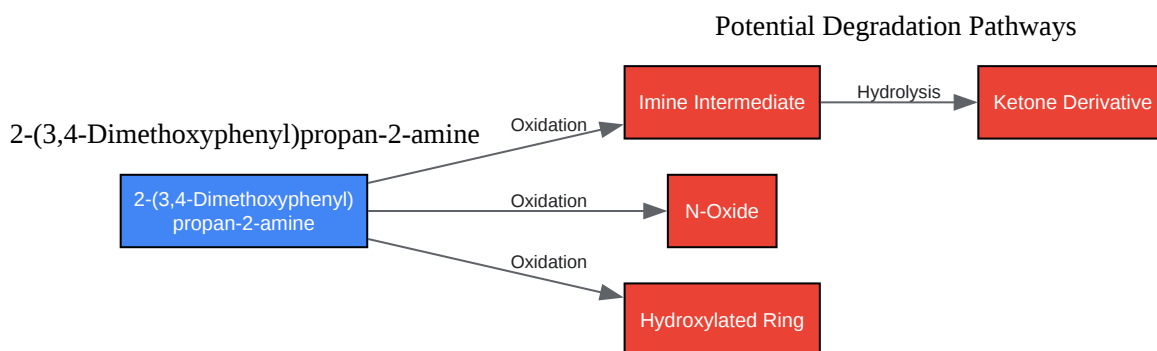 Potential Degradation Pathways
Imine Intermediate
Hydrolysis
Ketone Derivative
Oxidation
2-(3,4-Dimethoxyphenyl)propan-2-amine
2-(3,4-Dimethoxyphenyl)
propan-2-amine
Oxidation
N-Oxide
Oxidation
Hydroxylated Ring